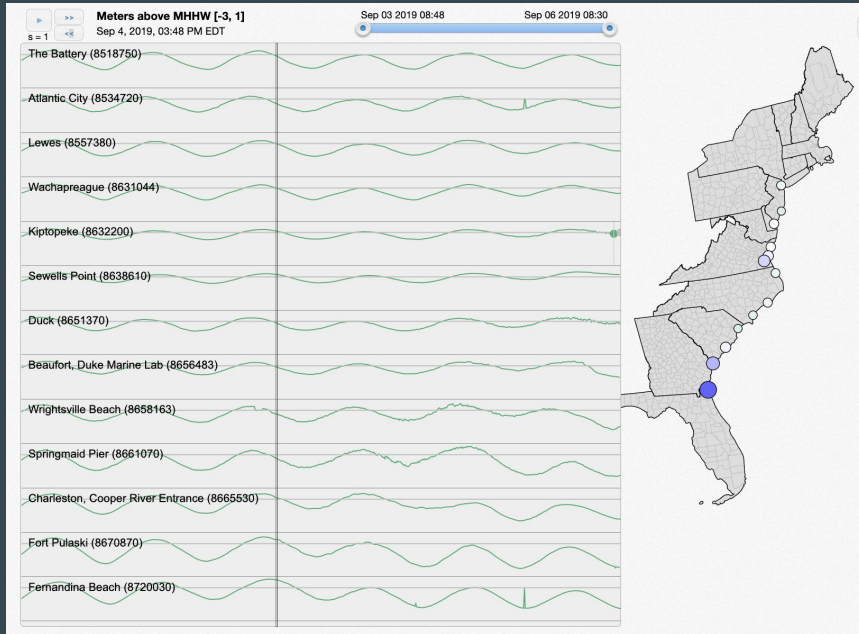 Meters above MHHW [-3, 1]
Sep 4, 2019, 03:48 PM EDT
s = 1
Sep 03 2019 08:48
Sep 06 2019 08:30
The Battery (8518750)
Atlantic City (8534720)
Lewes (8557380)
Wachapreague (8631044)
Kiptopeke (8632200)
Sewells Point (8638610)
Duck (8651370)
Beaufort, Duke Marine Lab (8656483)
Wrightsville Beach (8658163)
Springmaid Pier (8661070)
Charleston, Cooper River Entrance (8665530)
Fort Pulaski (8670870)
Fernandina Beach (8720030)